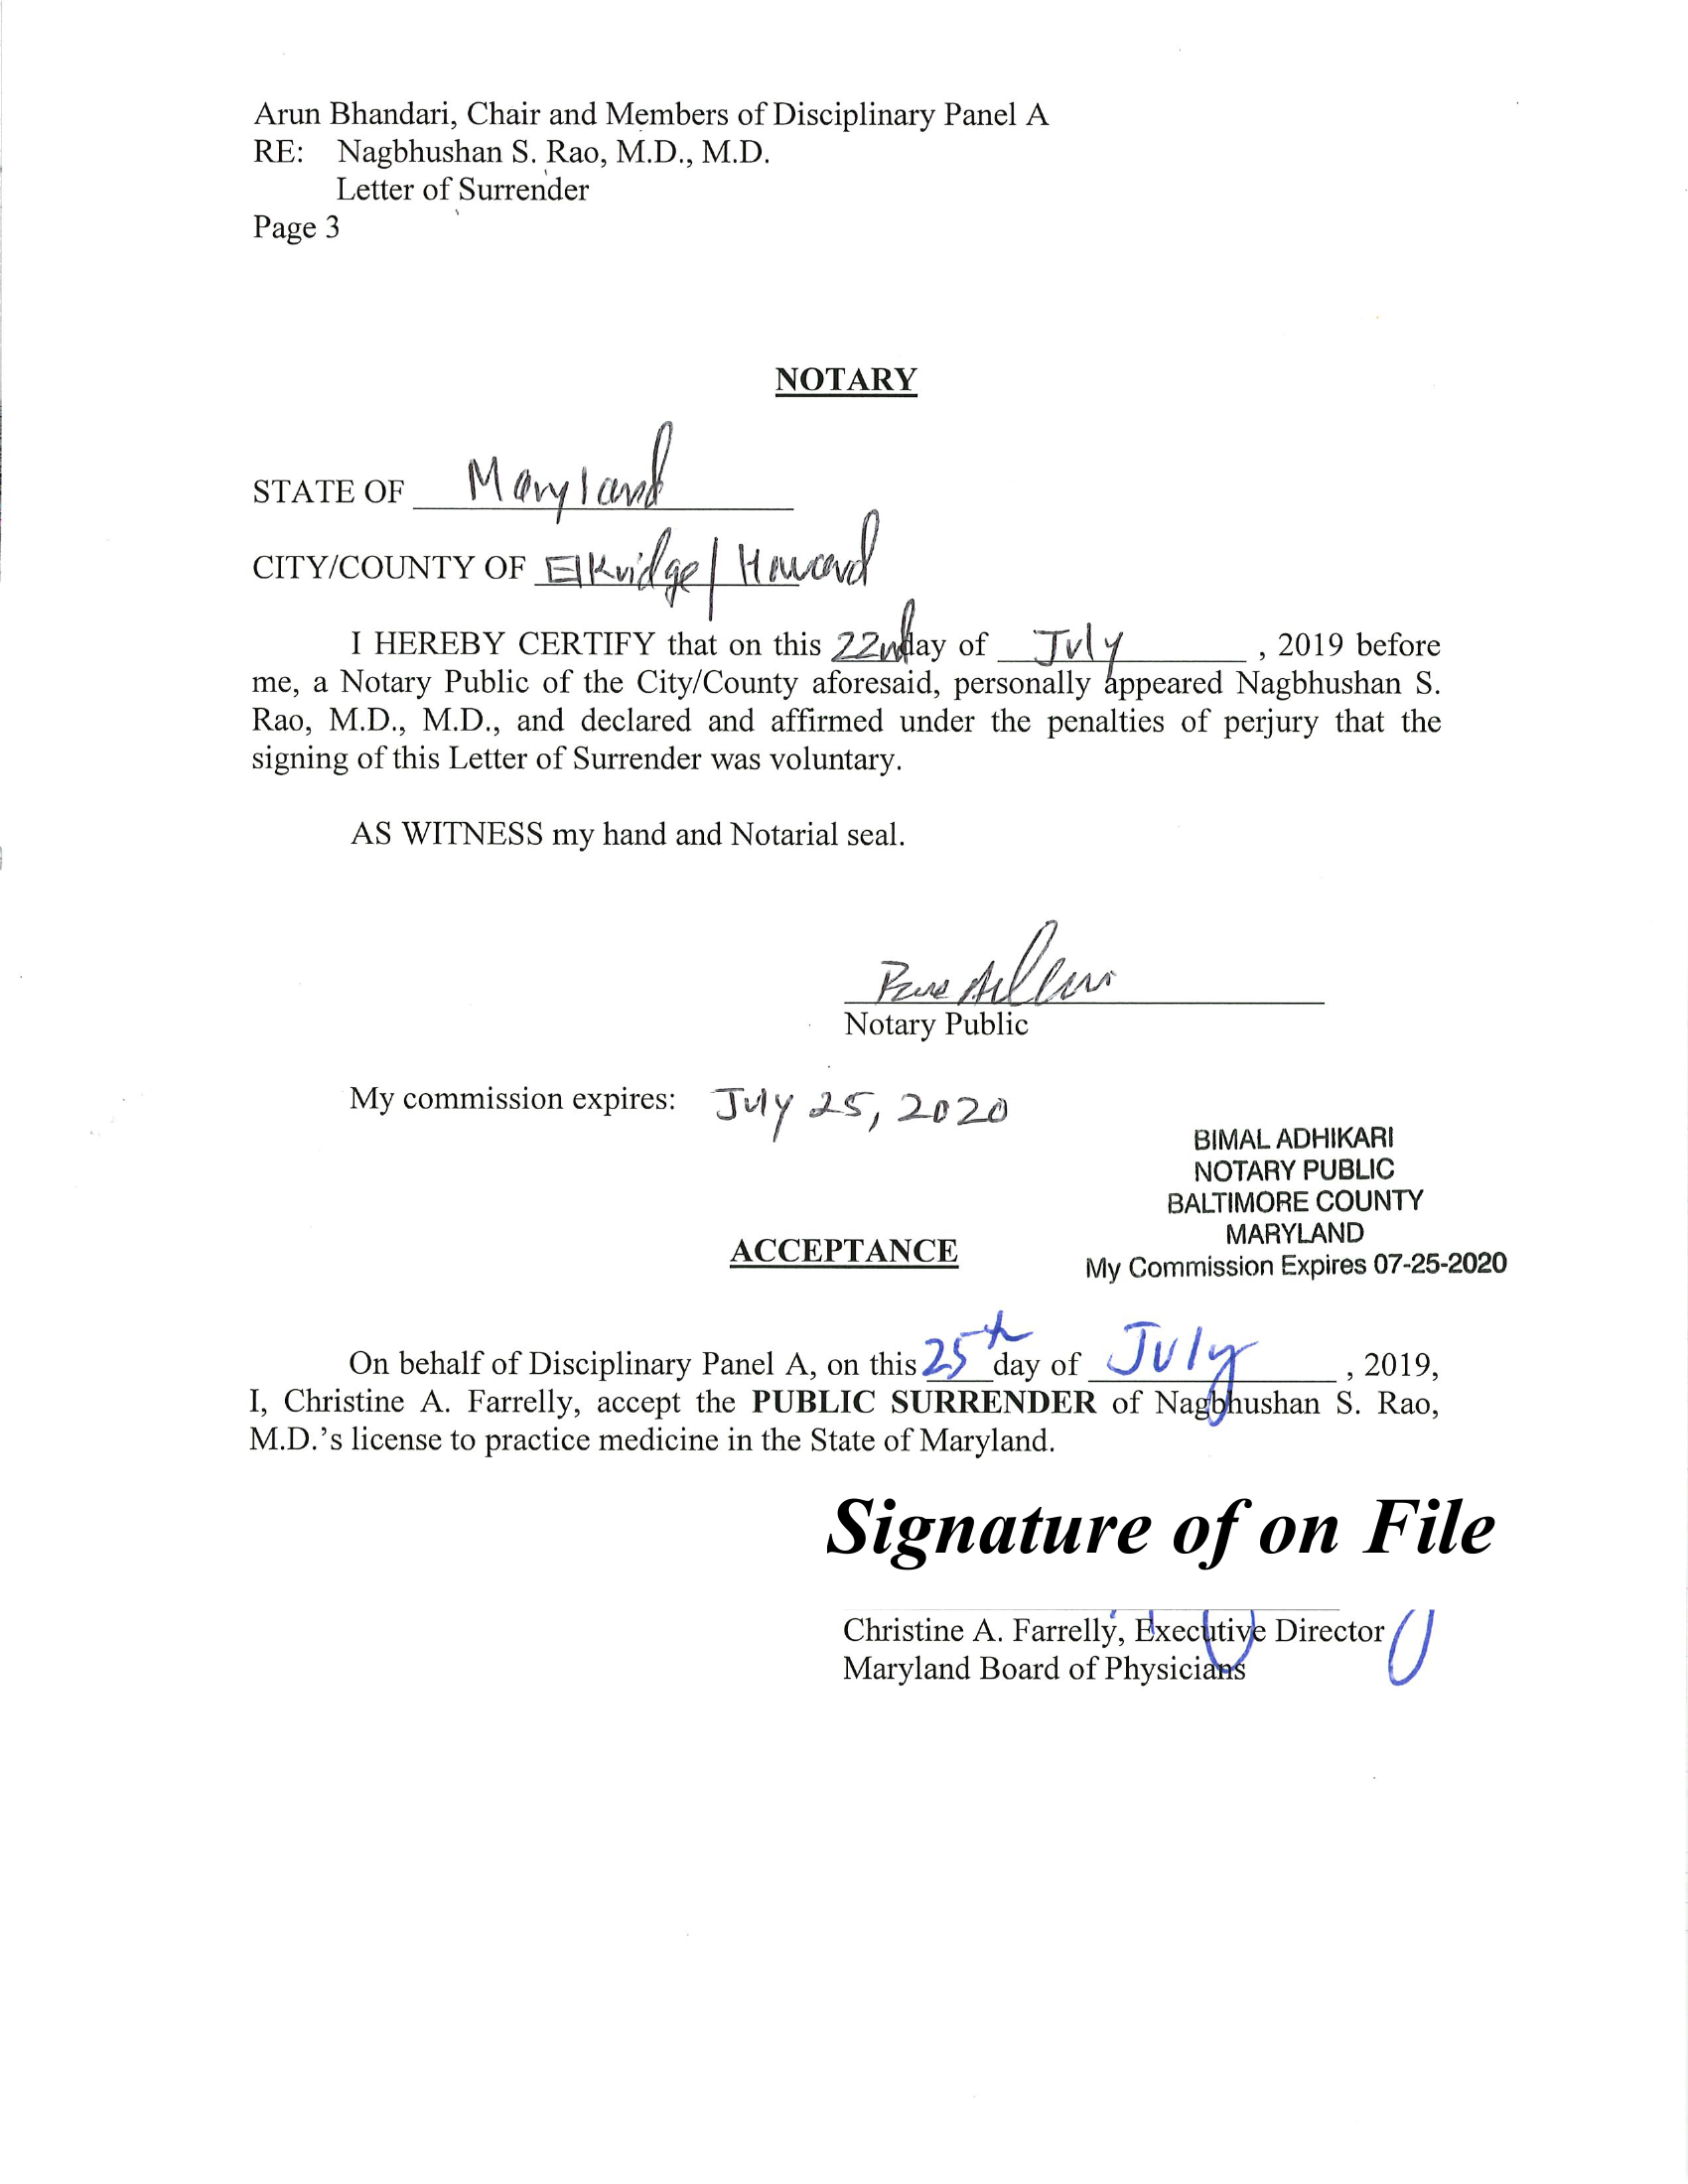 Arun Bhandari, Chair and Members of Disciplinary Panel A
RE: Nagbhushan S. Rao, M.D., M.D.
Letter of Surrender
Page 3
NOTARY
STATE OF Maryland
CITY/COUNTY OF Elkridge/Howard
I HEREBY CERTIFY that on this 22nd day of July, 2019 before
me, a Notary Public of the City/County aforesaid, personally appeared Nagbhushan S.
Rao, M.D., M.D., and declared and affirmed under the penalties of perjury that the
signing of this Letter of Surrender was voluntary.
AS WITNESS my hand and Notarial seal.
Notary Public
My commission expires: July 25, 2020
BIMAL ADHIKARI
NOTARY PUBLIC
BALTIMORE COUNTY
MARYLAND
My Commission Expires 07-25-2020
ACCEPTANCE
On behalf of Disciplinary Panel A, on this 25th day of July, 2019,
I, Christine A. Farrelly, accept the PUBLIC SURRENDER of Nagbhushan S. Rao,
M.D.'s license to practice medicine in the State of Maryland.
Signature of on File
Christine A. Farrelly, Executive Director
Maryland Board of Physicians